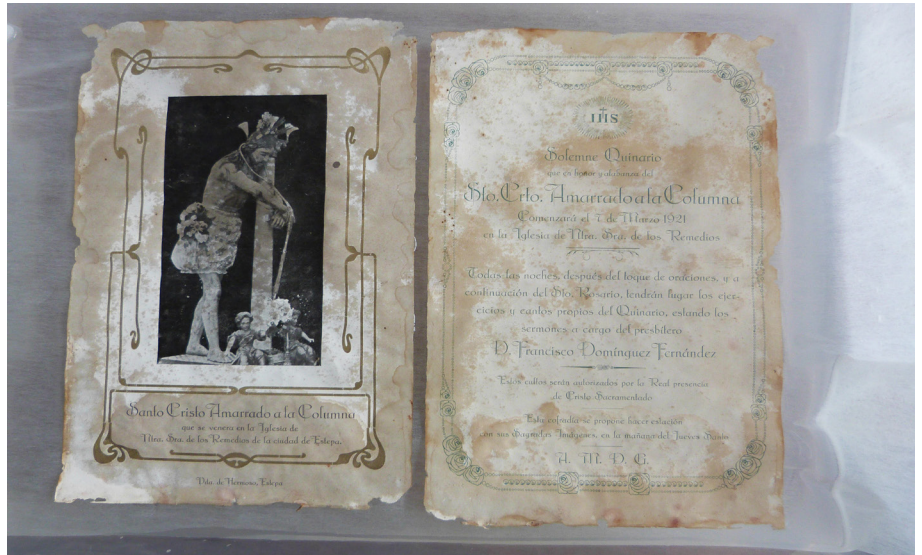 Santo Cristo Amarrado a la Columna
que se venera en la Iglesia de
Ntra. Sra. de los Remedios de la ciudad de Estepa.
Vda. de Hermoso, Estepa
IHS
Solemne Quinario
que en honor y alabanza del
Sto. Crto. Amarrado a la Columna
Comenzará el 7 de Marzo 1921
en la Iglesia de Ntra. Sra. de los Remedios
Todas las noches, después del toque de oraciones, y a
continuación del Sto. Rosario, tendrán lugar los ejer-
cicios y cantos propios del Quinario, estando los
sermones a cargo del presbítero
D. Francisco Domínguez Fernández
Estos cultos serán autorizados por la Real presencia
de Cristo Sacramentado
Esta cofradía se propone hacer estación
con sus Sagradas Imágenes, en la mañana del Jueves Santo
A. M. D. G.